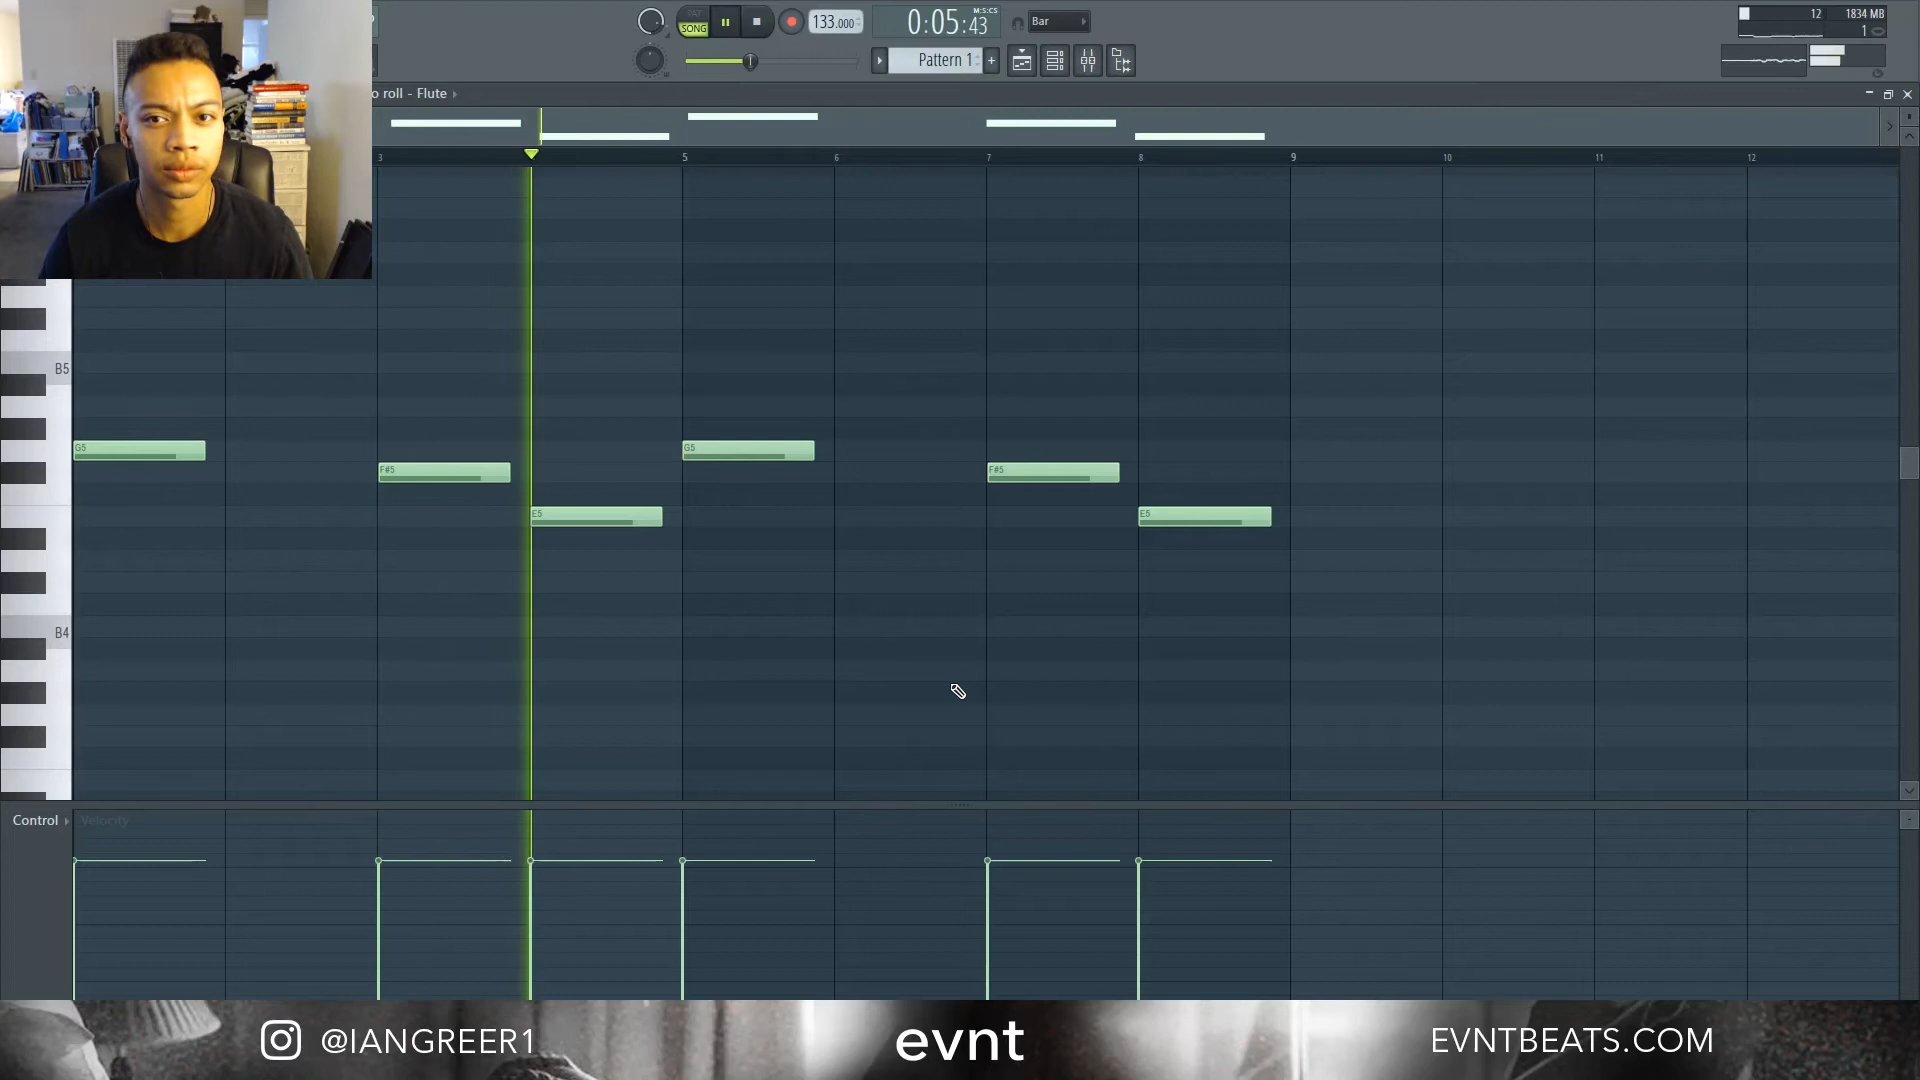 SONG
133.000
0:05:43
M:S:CS
Bar
Pattern 1
12
1834 MB
1
o roll - Flute
3
5
6
7
8
9
10
11
12
B5
G5
G5
F#5
F#5
E5
E5
B4
Control
Velocity
@IANGREER1
evnt
EVNTBEATS.COM